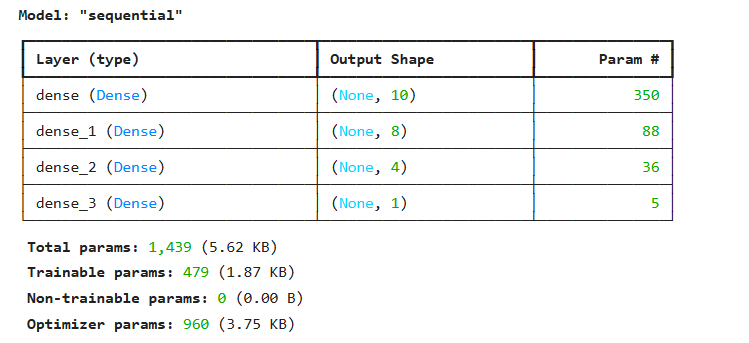 Model: "sequential"
Layer (type) Output Shape Param #
dense (Dense) (None, 10) 350
dense_1 (Dense) (None, 8) 88
dense_2 (Dense) (None, 4) 36
dense_3 (Dense) (None, 1) 5
Total params: 1,439 (5.62 KB)
Trainable params: 479 (1.87 KB)
Non-trainable params: 0 (0.00 B)
Optimizer params: 960 (3.75 KB)